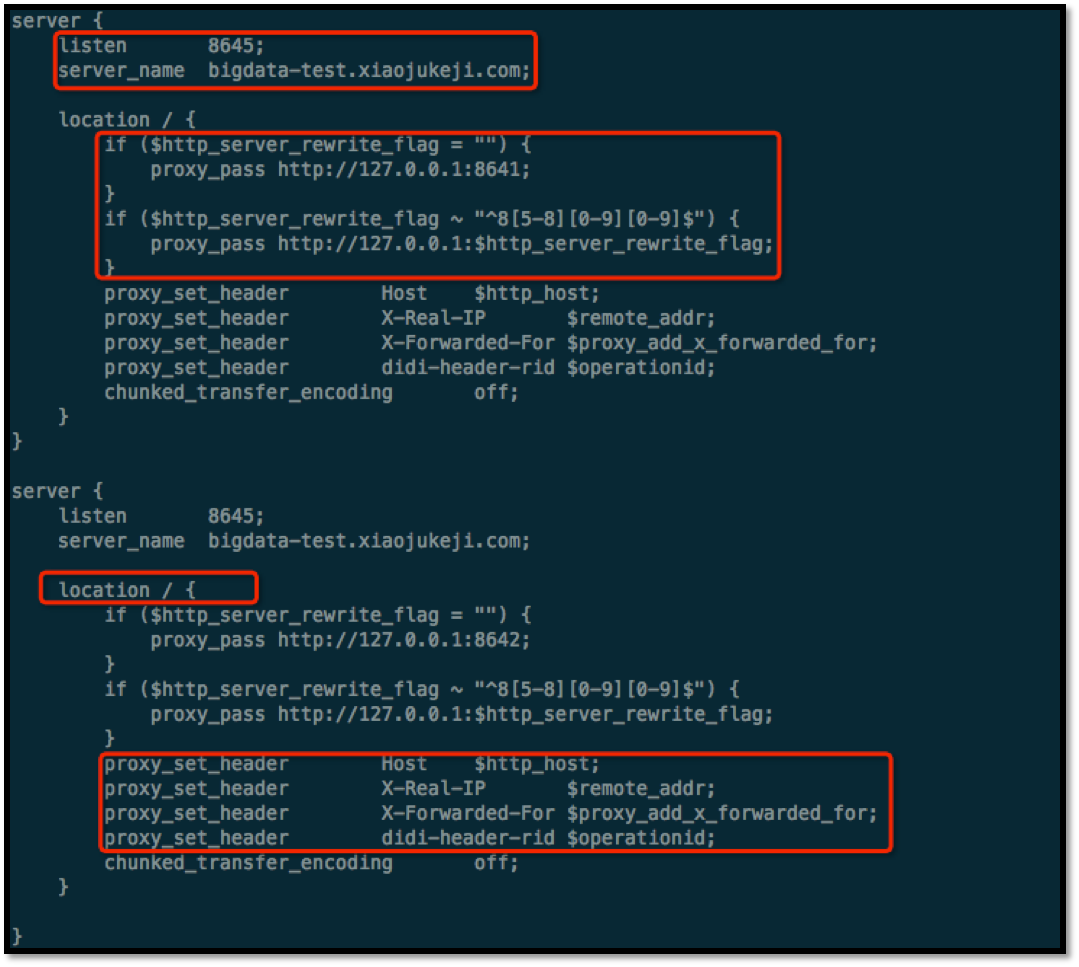 server {
    listen       8645;
    server_name  bigdata-test.xiaojukeji.com;
    location / {
        if ($http_server_rewrite_flag = "") {
            proxy_pass http://127.0.0.1:8641;
        }
        if ($http_server_rewrite_flag ~ "^8[5-8][0-9][0-9]$") {
            proxy_pass http://127.0.0.1:$http_server_rewrite_flag;
        }
        proxy_set_header        Host    $http_host;
        proxy_set_header        X-Real-IP       $remote_addr;
        proxy_set_header        X-Forwarded-For $proxy_add_x_forwarded_for;
        proxy_set_header        didi-header-rid $operationid;
        chunked_transfer_encoding       off;
    }
}
server {
    listen       8645;
    server_name  bigdata-test.xiaojukeji.com;
    location / {
        if ($http_server_rewrite_flag = "") {
            proxy_pass http://127.0.0.1:8642;
        }
        if ($http_server_rewrite_flag ~ "^8[5-8][0-9][0-9]$") {
            proxy_pass http://127.0.0.1:$http_server_rewrite_flag;
        }
        proxy_set_header        Host    $http_host;
        proxy_set_header        X-Real-IP       $remote_addr;
        proxy_set_header        X-Forwarded-For $proxy_add_x_forwarded_for;
        proxy_set_header        didi-header-rid $operationid;
        chunked_transfer_encoding       off;
    }
}